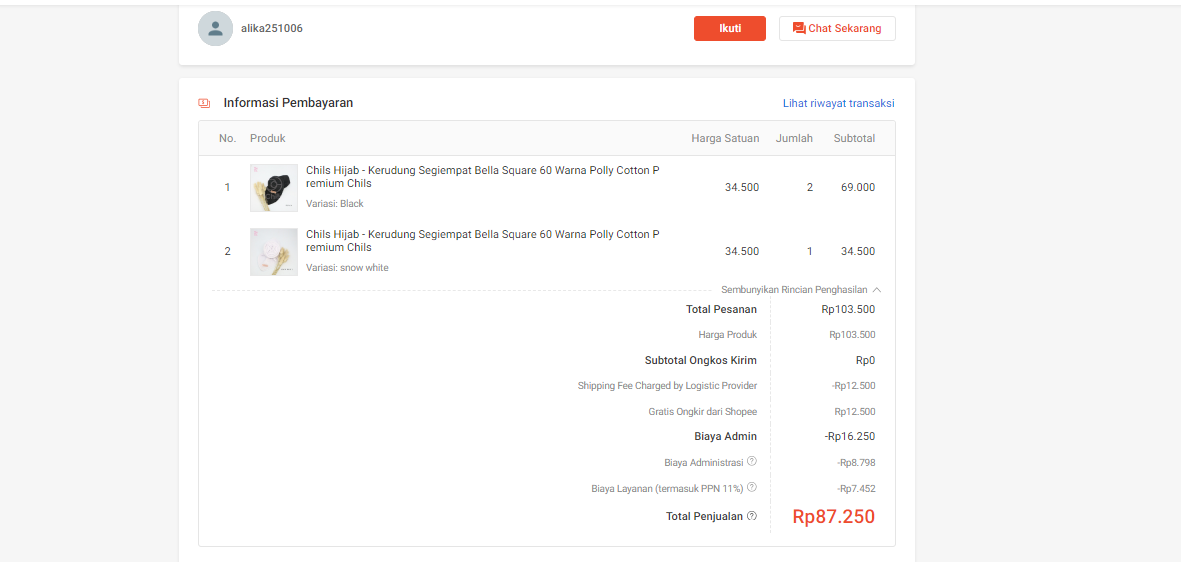 alika251006
Ikuti
Chat Sekarang
Informasi Pembayaran
Lihat riwayat transaksi
No. Produk Harga Satuan Jumlah Subtotal
1 Chils Hijab - Kerudung Segiempat Bella Square 60 Warna Polly Cotton P
remium Chils 34.500 2 69.000
Variasi: Black
2 Chils Hijab - Kerudung Segiempat Bella Square 60 Warna Polly Cotton P
remium Chils 34.500 1 34.500
Variasi: snow white
Sembunyikan Rincian Penghasilan
Total Pesanan Rp103.500
Harga Produk Rp103.500
Subtotal Ongkos Kirim Rp0
Shipping Fee Charged by Logistic Provider -Rp12.500
Gratis Ongkir dari Shopee Rp12.500
Biaya Admin -Rp16.250
Biaya Administrasi -Rp8.798
Biaya Layanan (termasuk PPN 11%) -Rp7.452
Total Penjualan Rp87.250